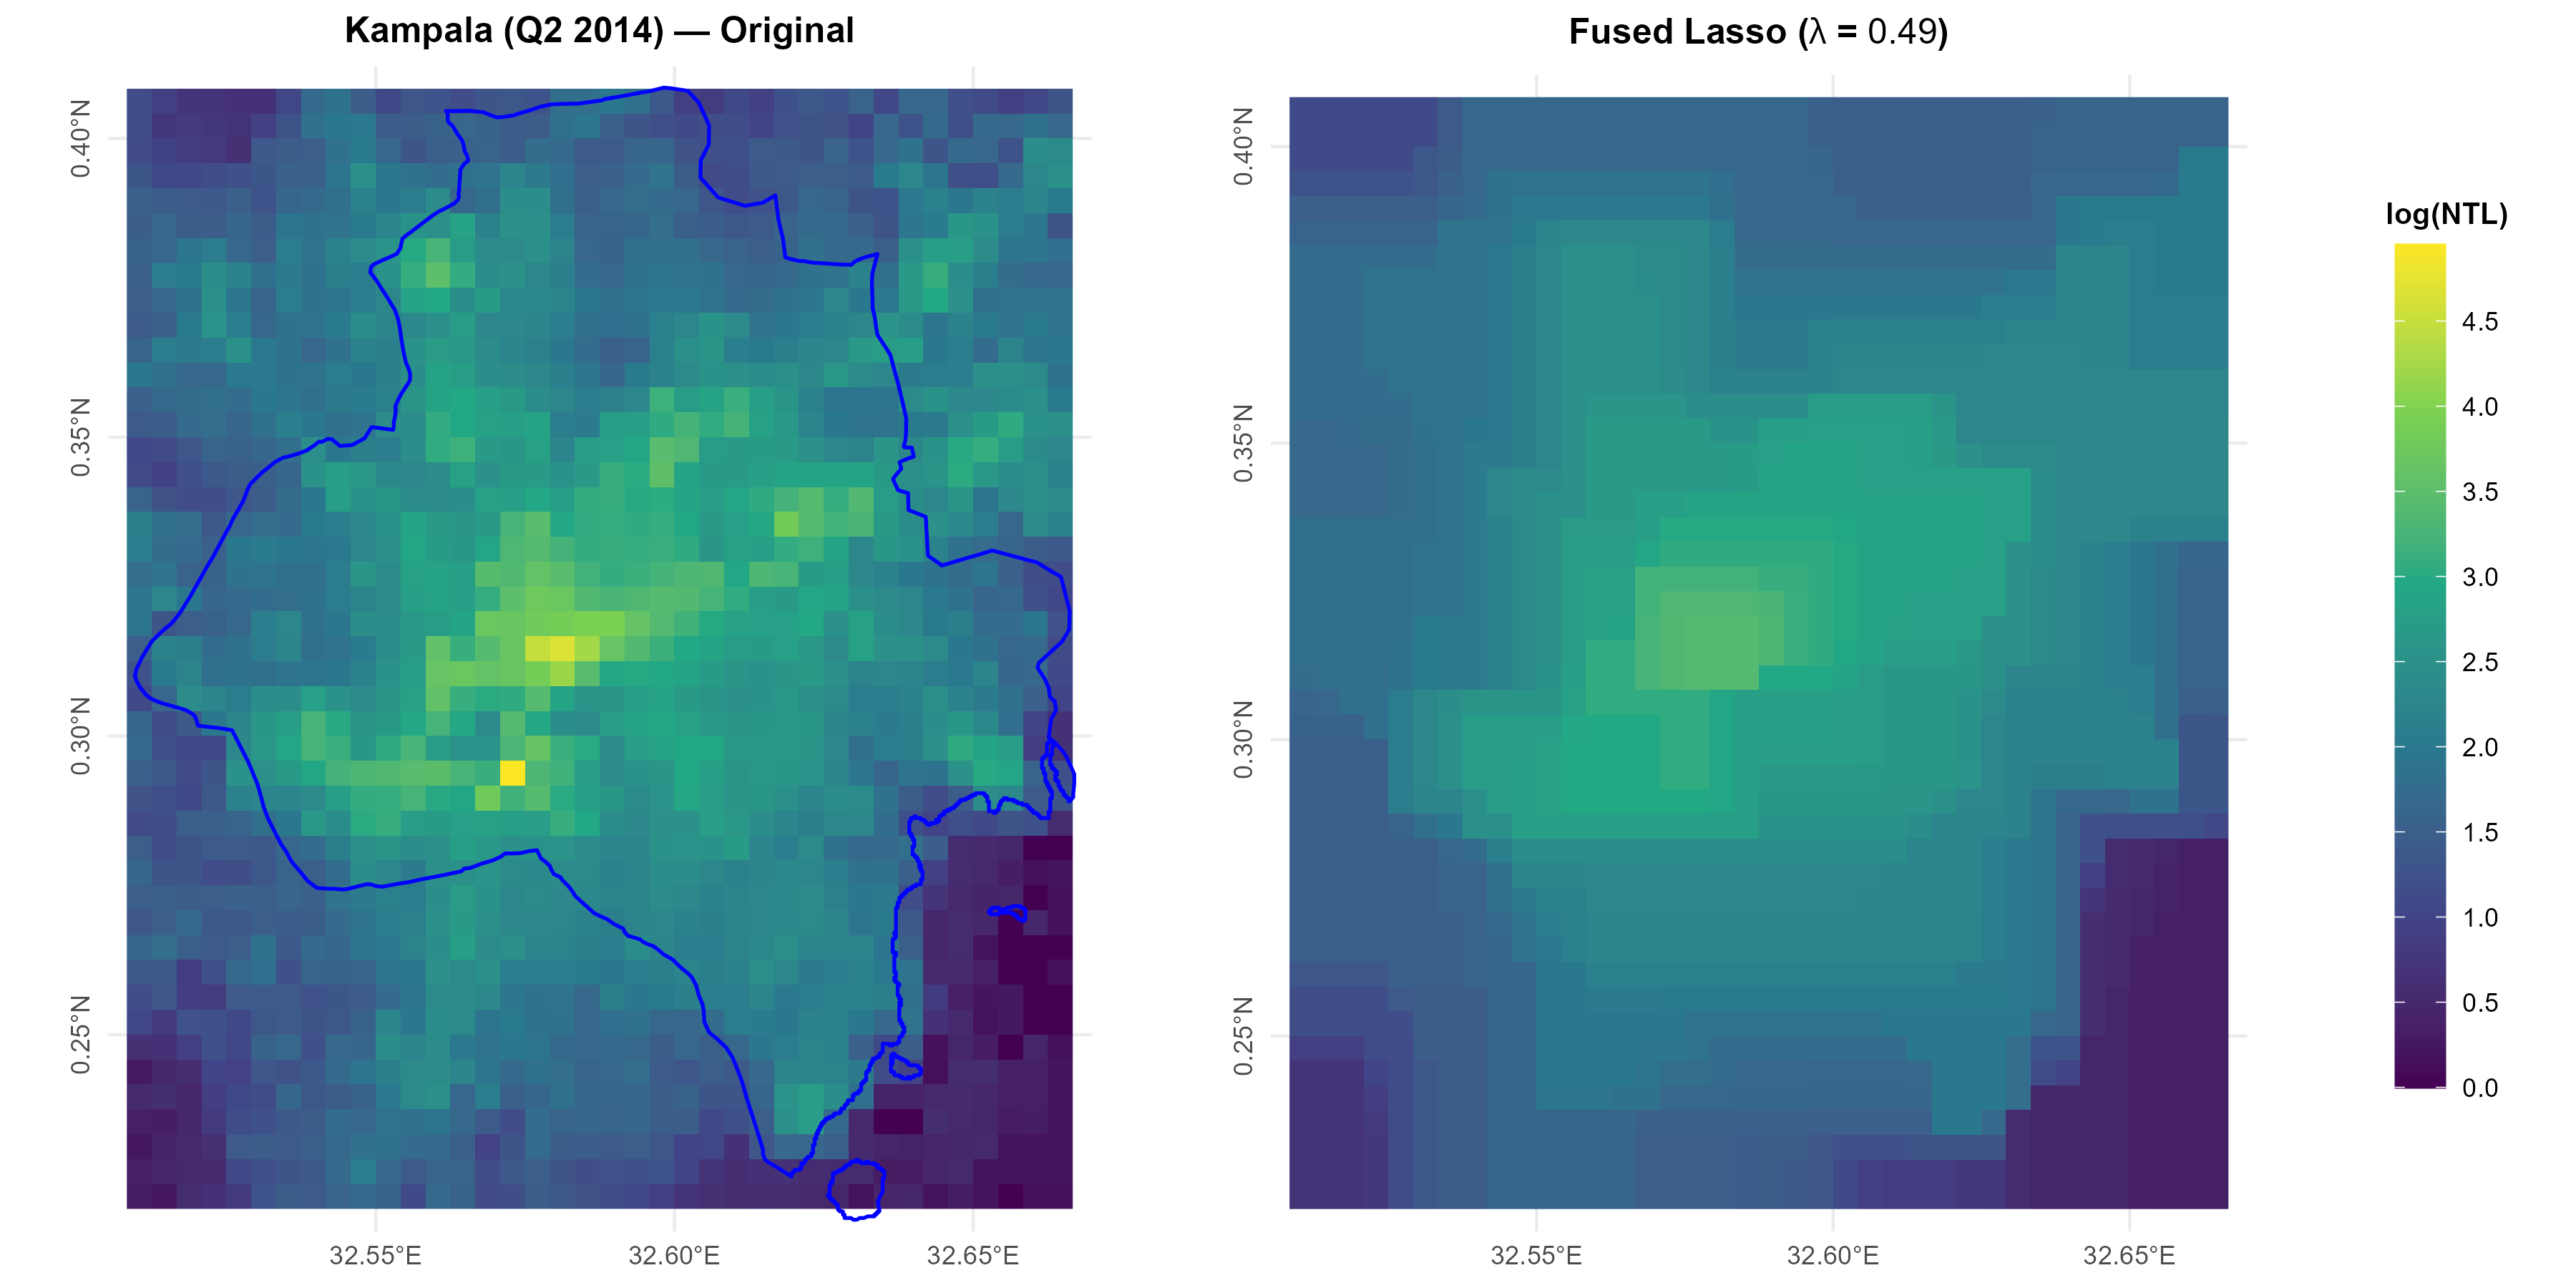 Kampala (Q2 2014) — Original
0.40°N
0.35°N
0.30°N
0.25°N
32.55°E
32.60°E
32.65°E
Fused Lasso (λ = 0.49)
0.40°N
0.35°N
0.30°N
0.25°N
32.55°E
32.60°E
32.65°E
log(NTL)
4.5
4.0
3.5
3.0
2.5
2.0
1.5
1.0
0.5
0.0